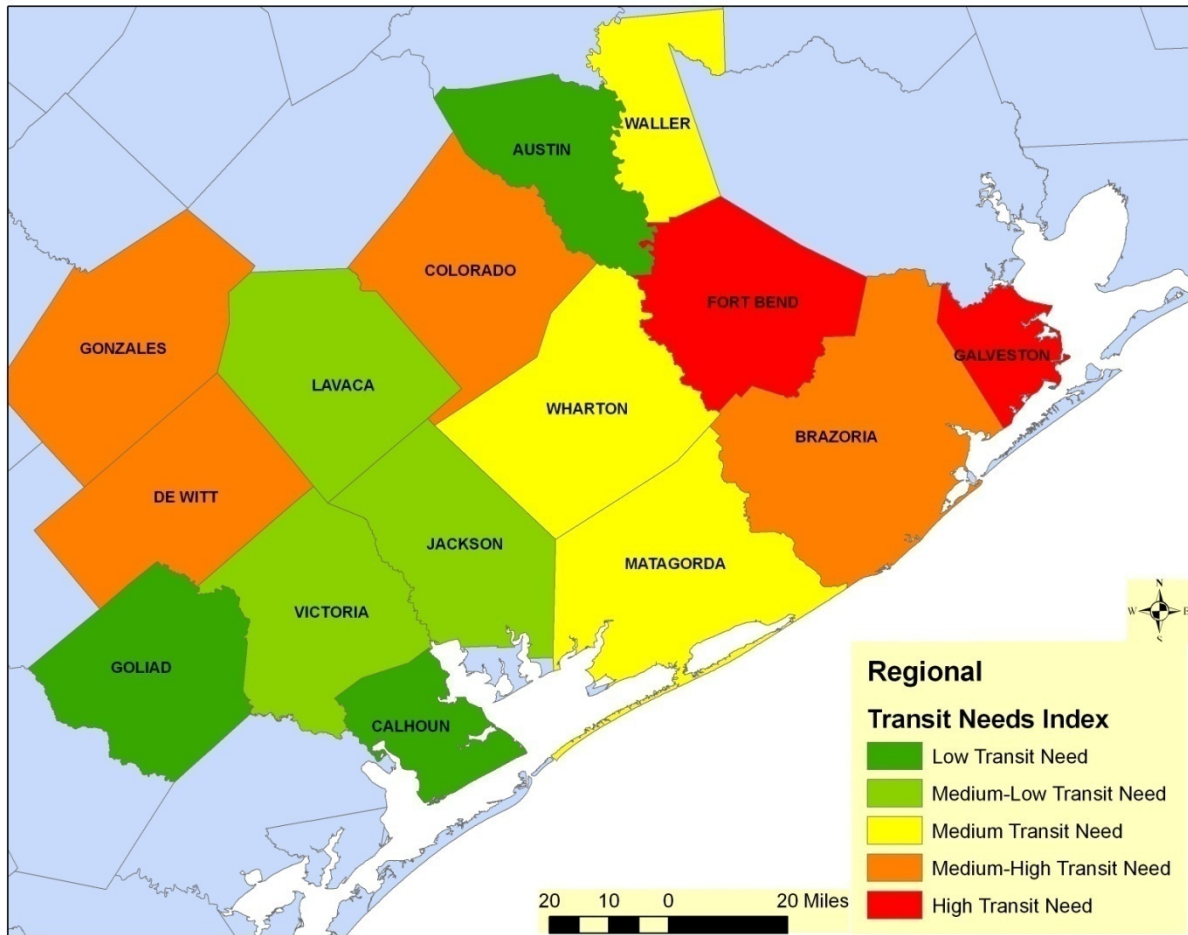 WALLER
AUSTIN
COLORADO
FORT BEND
GONZALES
GALVESTON
LAVACA
WHARTON
BRAZORIA
DE WITT
JACKSON
MATAGORDA
VICTORIA
GOLIAD
CALHOUN
N
W E
S
Regional
Transit Needs Index
Low Transit Need
Medium-Low Transit Need
Medium Transit Need
Medium-High Transit Need
High Transit Need
20 10 0 20 Miles